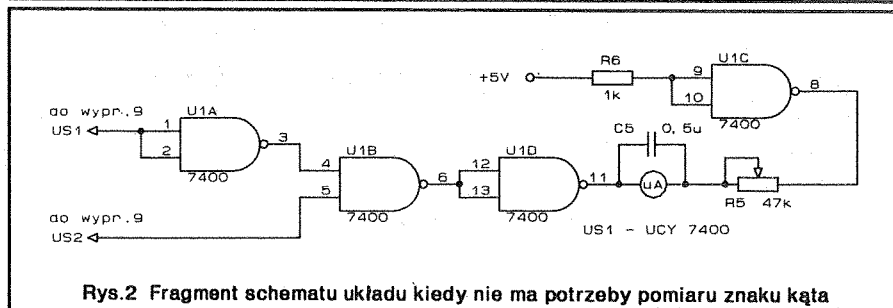 +5V
R6
1k
9
10
U1C
8
7400
do wypr.9
US1
1
2
U1A
3
7400
4
5
U1B
6
7400
12
13
U1D
11
7400
C5
0,5u
uA
R5 47k
do wypr.9
US2
US1 - UCY 7400
Rys.2 Fragment schematu układu kiedy nie ma potrzeby pomiaru znaku kąta